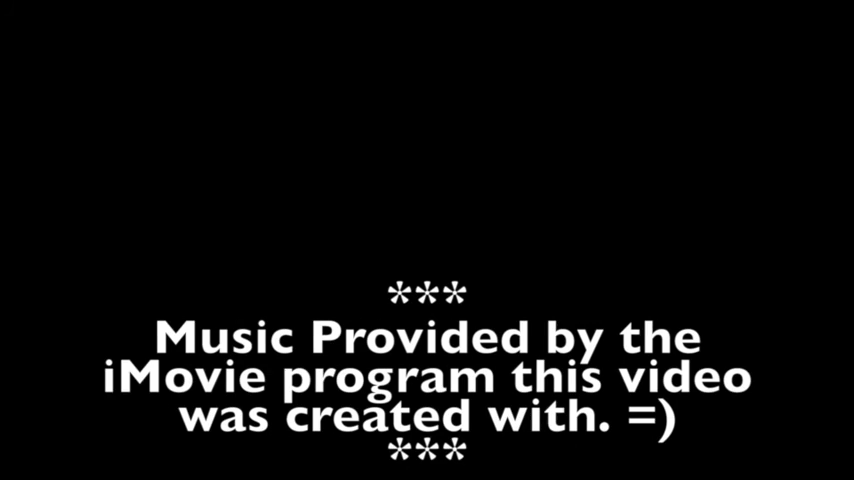 ***
Music Provided by the
iMovie program this video
was created with. =)
***